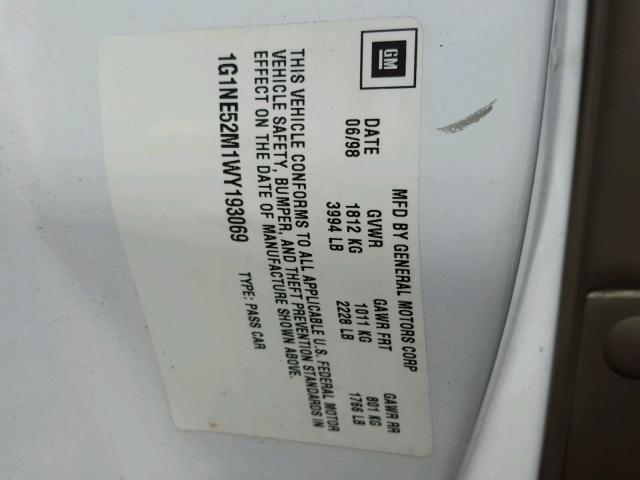 GM
MFD BY GENERAL MOTORS CORP
DATE GVWR GAWR FRT GAWR RR
06/98 1812 KG 1011 KG 801 KG
3994 LB 2228 LB 1766 LB
THIS VEHICLE CONFORMS TO ALL APPLICABLE U.S. FEDERAL MOTOR
VEHICLE SAFETY, BUMPER, AND THEFT PREVENTION STANDARDS IN
EFFECT ON THE DATE OF MANUFACTURE SHOWN ABOVE.
1G1NE52M1WY193069 TYPE: PASS CAR